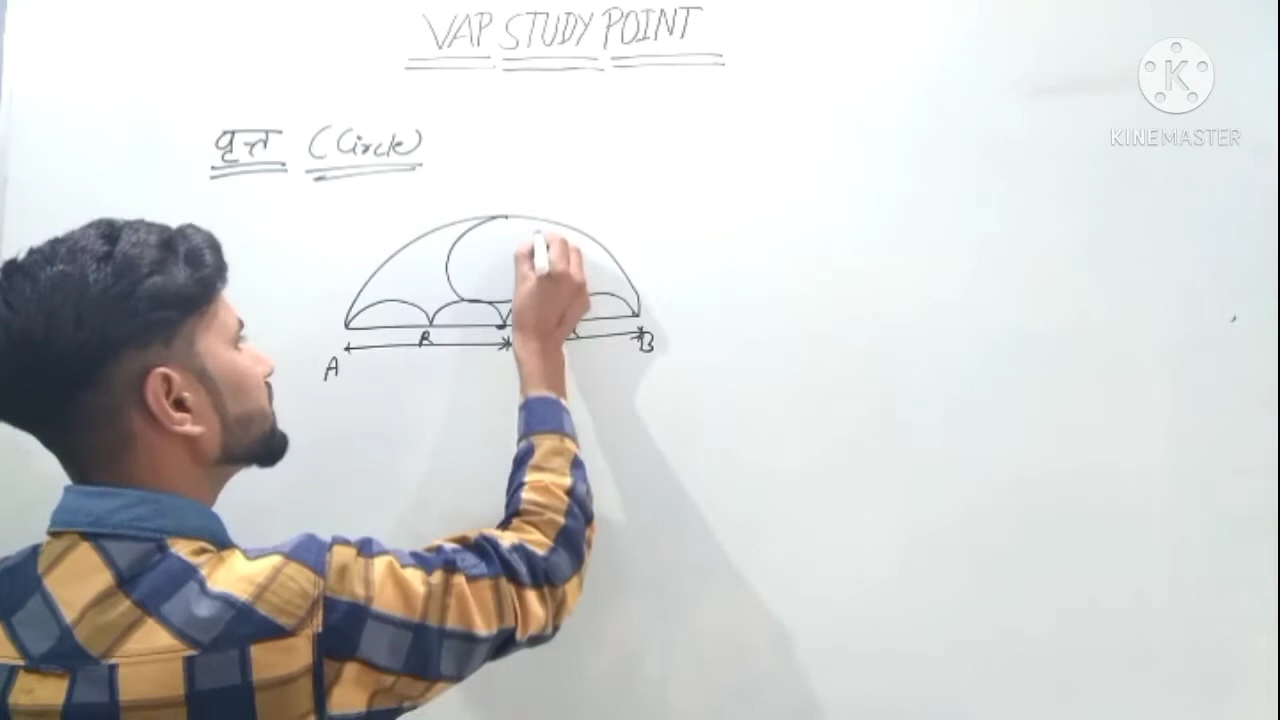 VAP STUDY POINT
K
KINEMASTER
वृत्त (Circle)
R
B
A